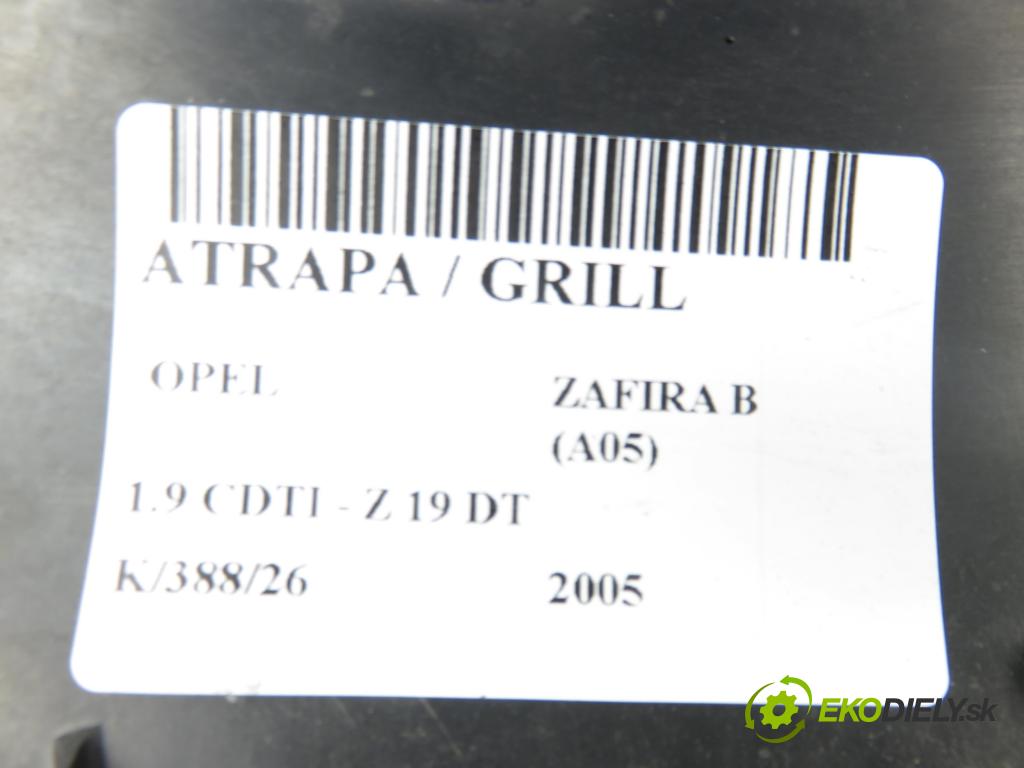 ATRAPA / GRILL
OPEL ZAFIRA B
(A05)
1.9 CDTI - Z 19 DT
K/388/26 2005
EKODIELY.sk